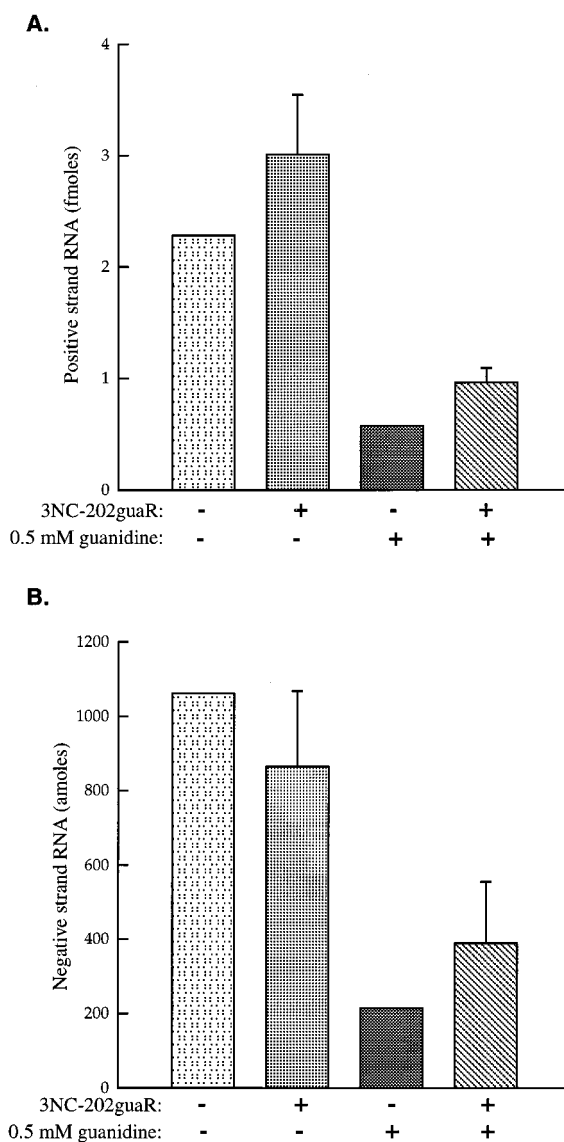 A.
4
3
2
1
0
Positive strand RNA (fmoles)
3NC-202guaR: - + - +
0.5 mM guanidine: - - + +
B.
1200
1000
800
600
400
200
0
Negative strand RNA (amoles)
3NC-202guaR: - + - +
0.5 mM guanidine: - - + +